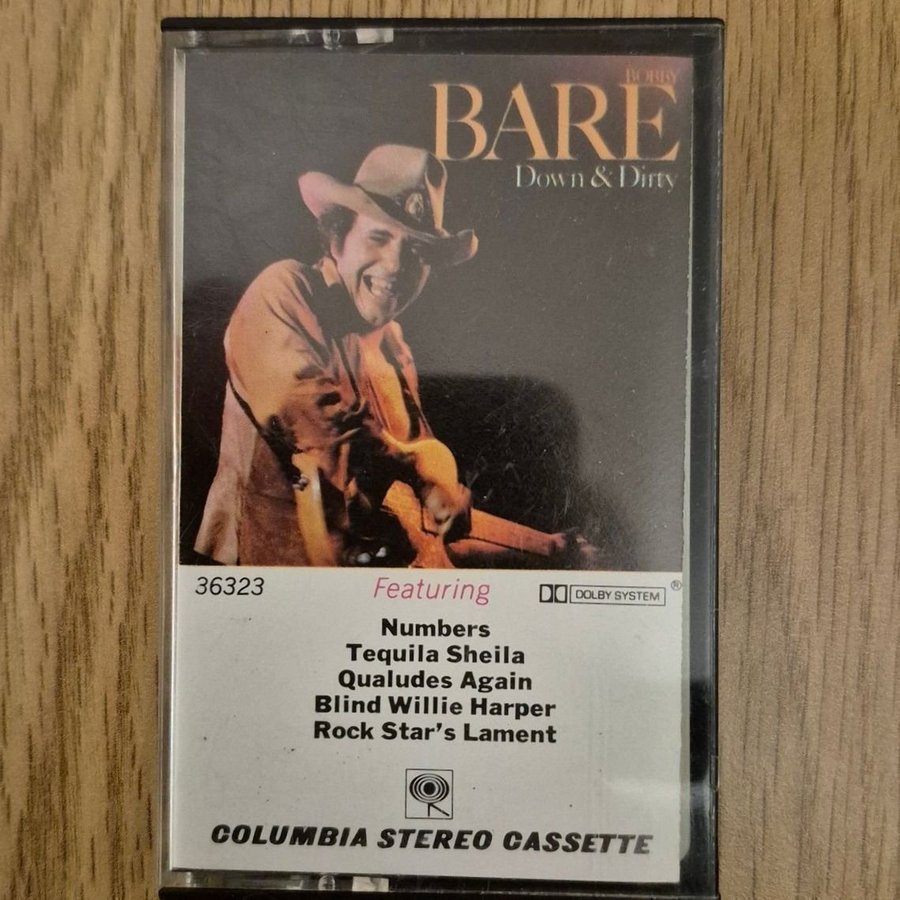 BOBBY
BARE
Down & Dirty
36323
Featuring
DOLBY SYSTEM ®
Numbers
Tequila Sheila
Qualudes Again
Blind Willie Harper
Rock Star's Lament
COLUMBIA STEREO CASSETTE